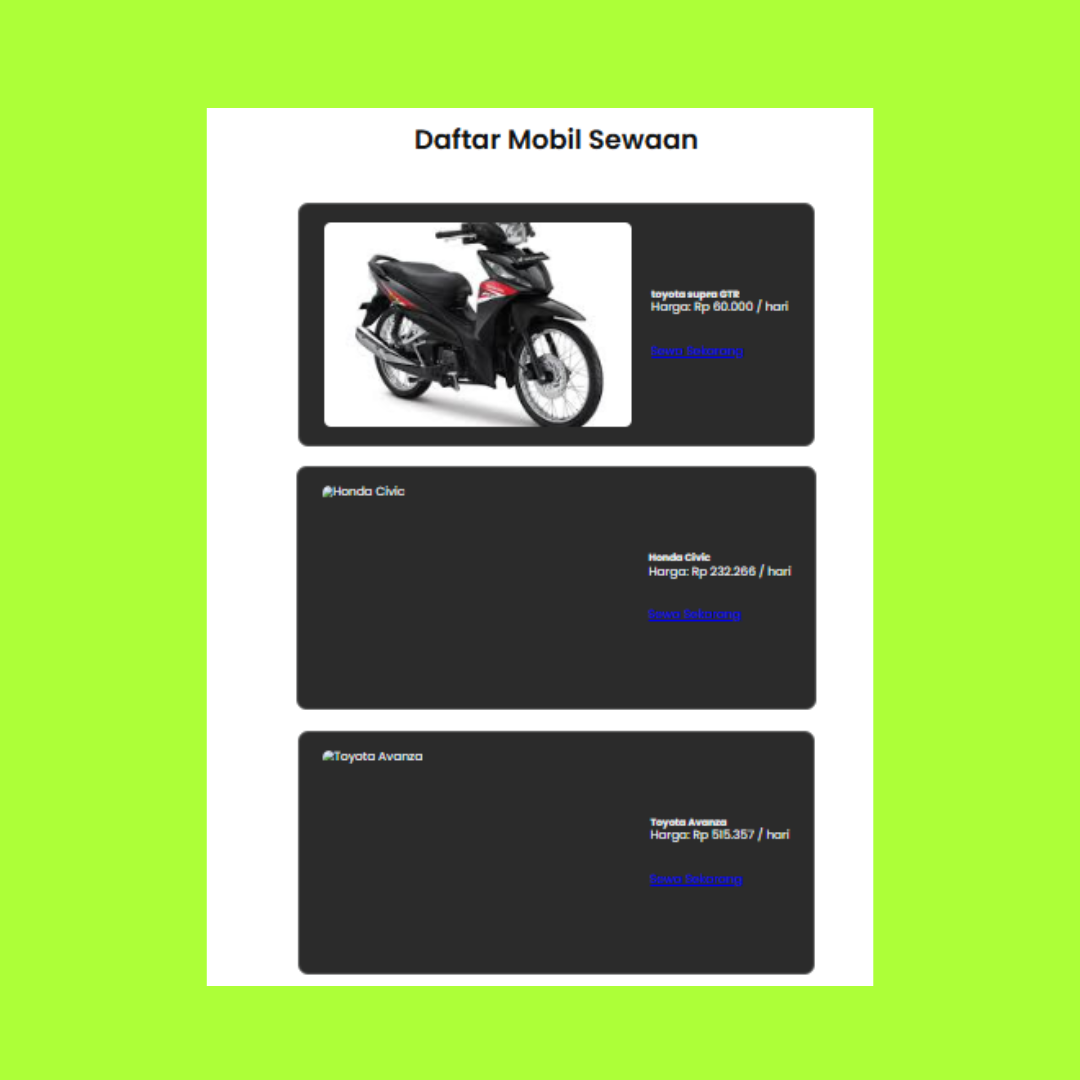 Daftar Mobil Sewaan
toyota supra GTR
Harga: Rp 60.000 / hari
Sewa Sekarang
Honda Civic
Honda Civic
Harga: Rp 232.266 / hari
Sewa Sekarang
Toyota Avanza
Toyota Avanza
Harga: Rp 515.357 / hari
Sewa Sekarang